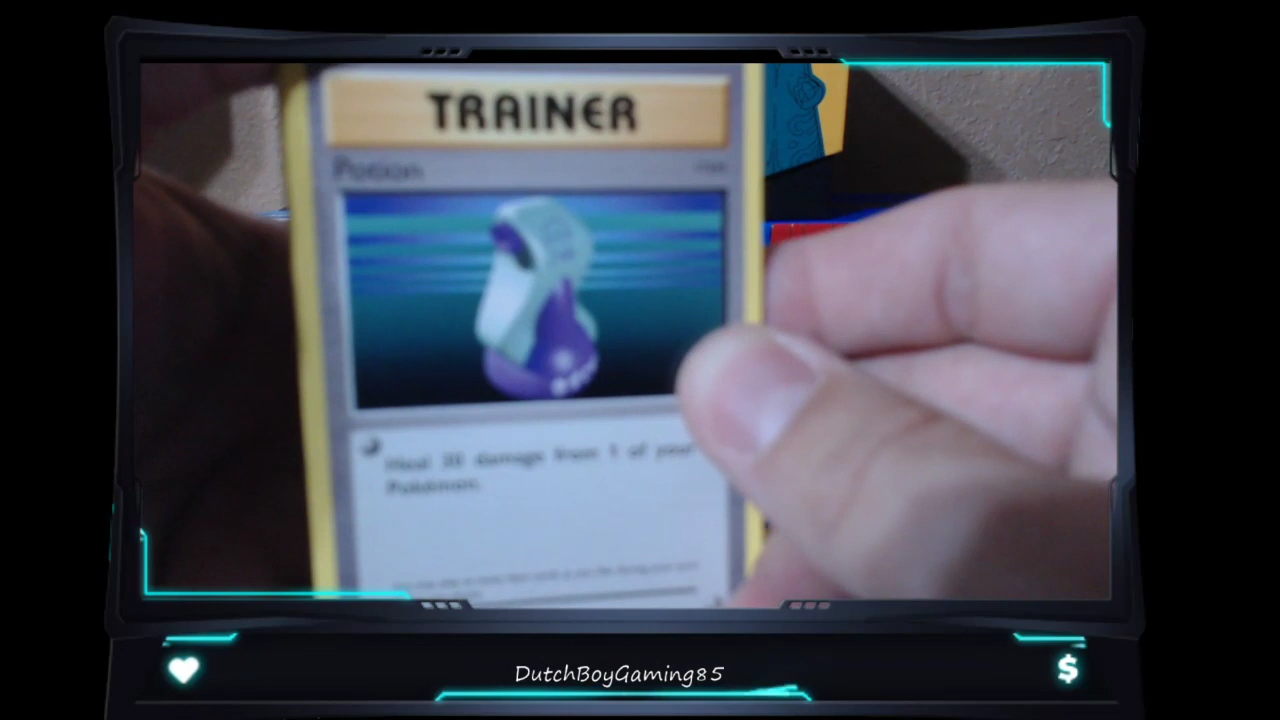 TRAINER
Potion
Heal 30 damage from 1 of your
Pokémon.
DutchBoyGaming85
$